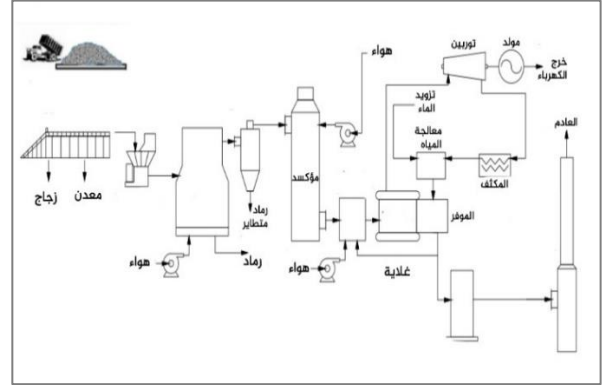 مولد
توربين
خرج
الكهرباء
هواء
تزويد
الماء
معالجة
المياه
المكثف
العادم
مؤكسد
زجاج
معدن
رماد
متطاير
الموفر
هواء
رماد
هواء
غلاية